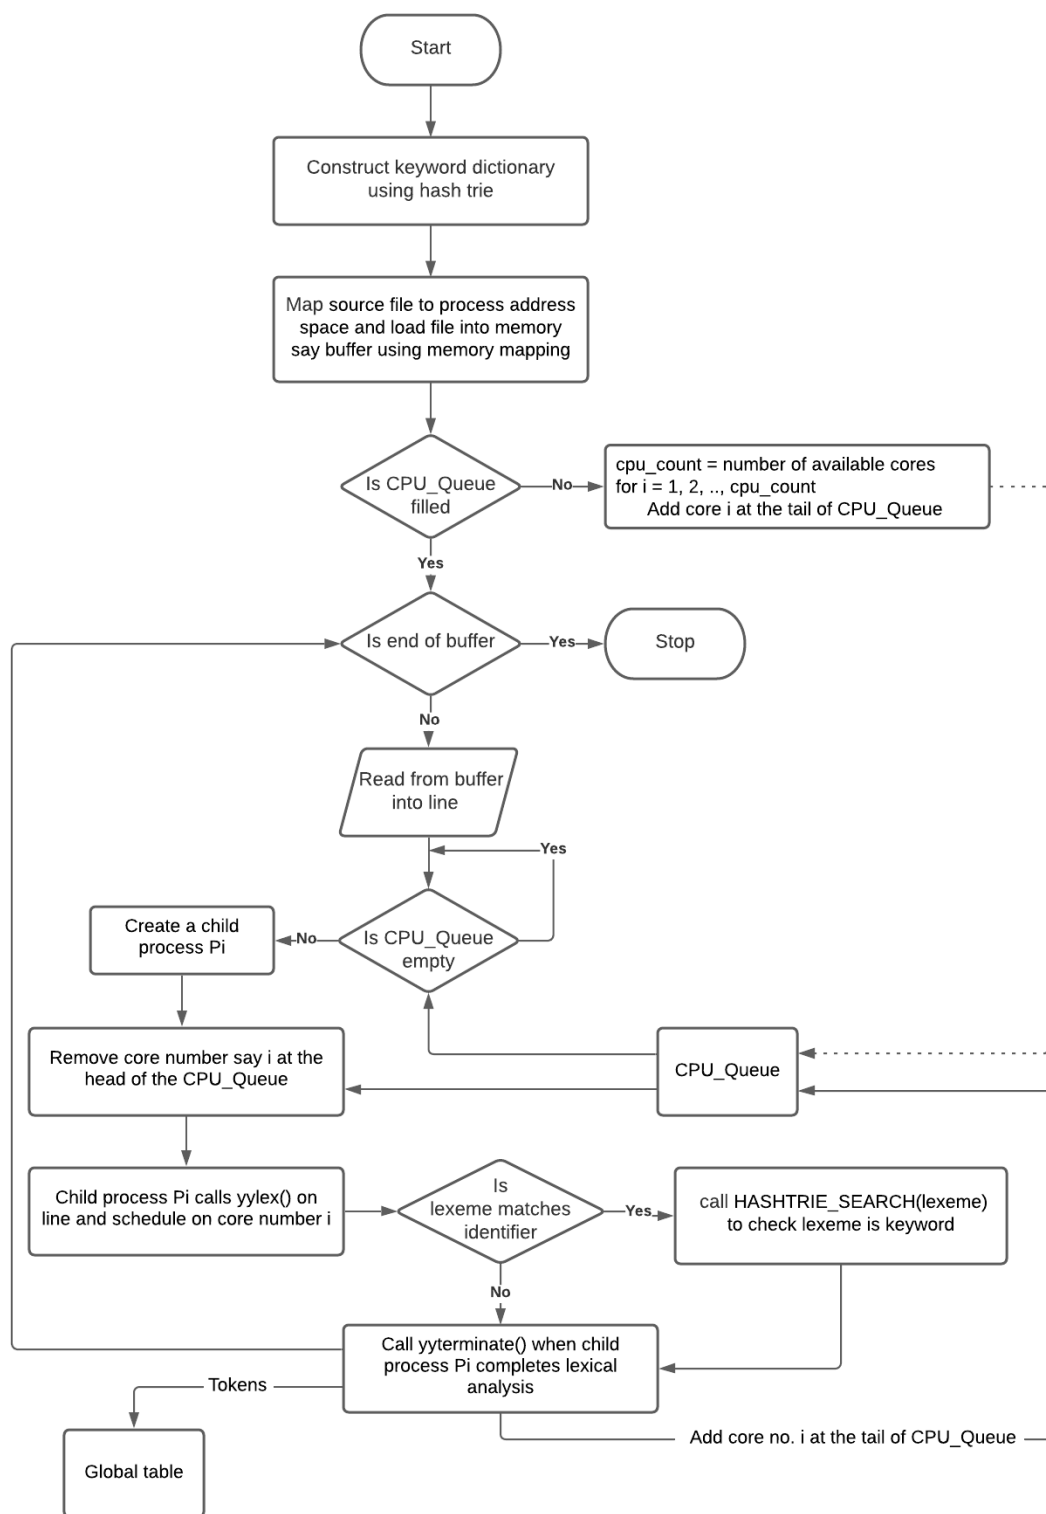 Start
Construct keyword dictionary
using hash trie
Map source file to process address
space and load file into memory
say buffer using memory mapping
Is CPU_Queue
filled
No
cpu_count = number of available cores
for i = 1, 2, .., cpu_count
Add core i at the tail of CPU_Queue
Yes
Is end of buffer
Yes
Stop
No
Read from buffer
into line
Yes
Is CPU_Queue
empty
No
Create a child
process Pi
Remove core number say i at the
head of the CPU_Queue
CPU_Queue
Child process Pi calls yylex() on
line and schedule on core number i
Is
lexeme matches
identifier
Yes
call HASHTRIE_SEARCH(lexeme)
to check lexeme is keyword
No
Call yyterminate() when child
process Pi completes lexical
analysis
Tokens
Add core no. i at the tail of CPU_Queue
Global table